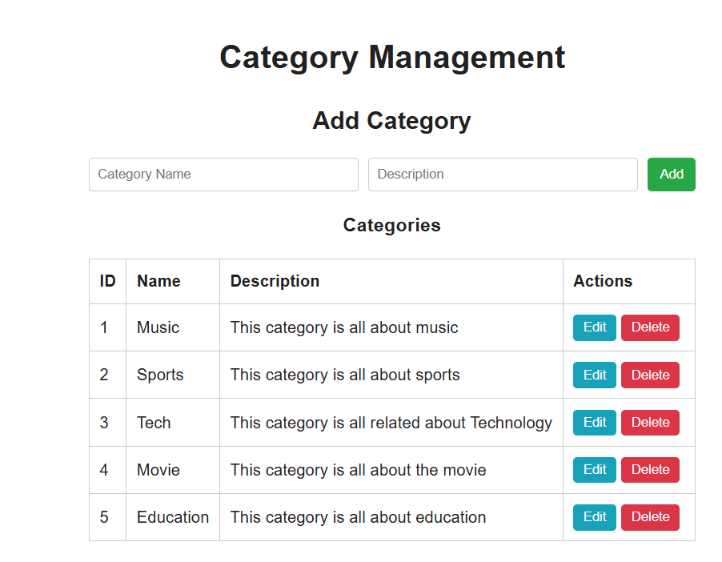 Category Management
Add Category
Category Name Description Add
Categories
ID Name Description Actions
1 Music This category is all about music Edit Delete
2 Sports This category is all about sports Edit Delete
3 Tech This category is all related about Technology Edit Delete
4 Movie This category is all about the movie Edit Delete
5 Education This category is all about education Edit Delete